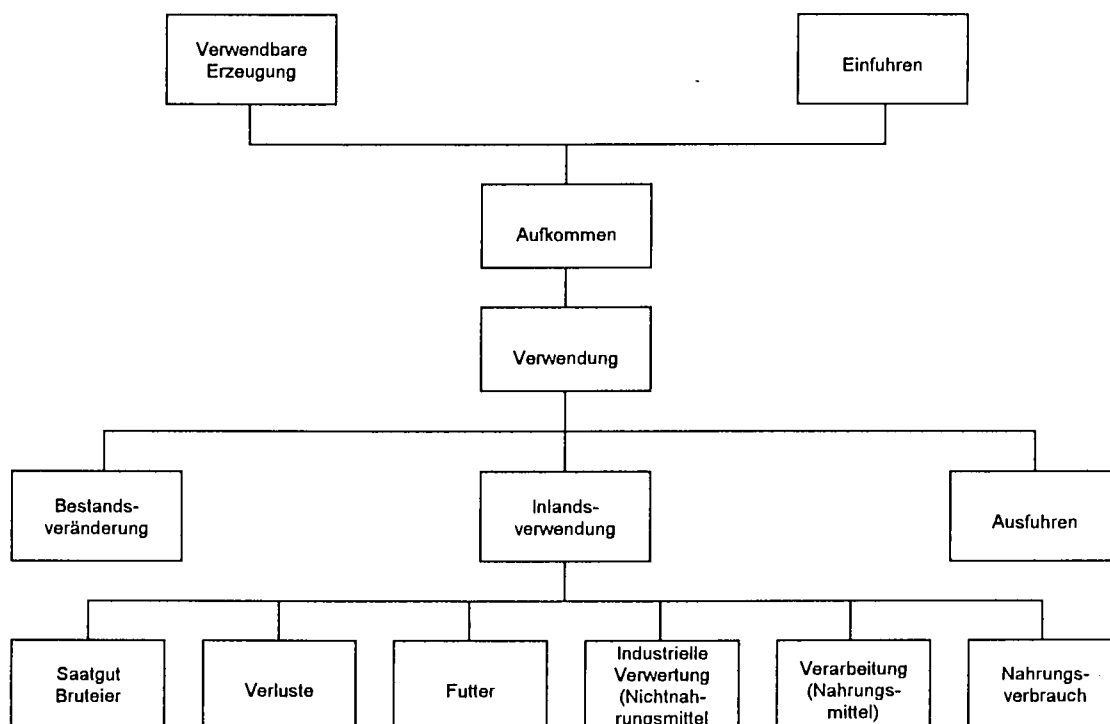 Verwendbare
Erzeugung
Einfuhren
Aufkommen
Verwendung
Bestands-
veränderung
Inlands-
verwendung
Ausfuhren
Saatgut
Bruteier
Verluste
Futter
Industrielle
Verwertung
(Nichtnah-
rungsmittel
Verarbeitung
(Nahrungs-
mittel)
Nahrungs-
verbrauch